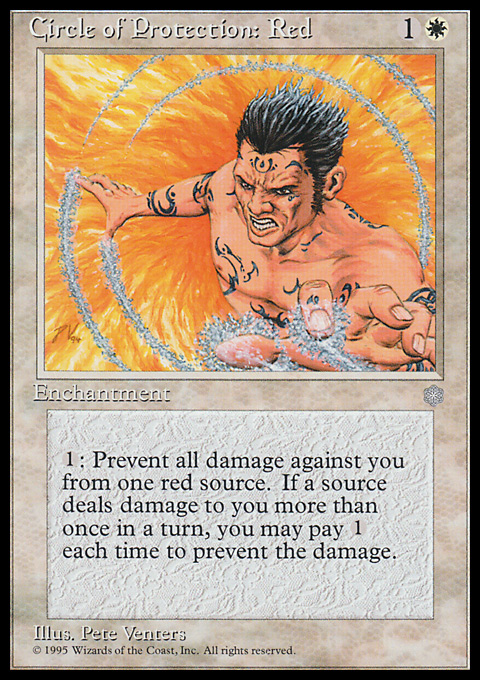 Circle of Protection: Red 1
Enchantment
1: Prevent all damage against you
from one red source. If a source
deals damage to you more than
once in a turn, you may pay 1
each time to prevent the damage.
Illus. Pete Venters
© 1995 Wizards of the Coast, Inc. All rights reserved.